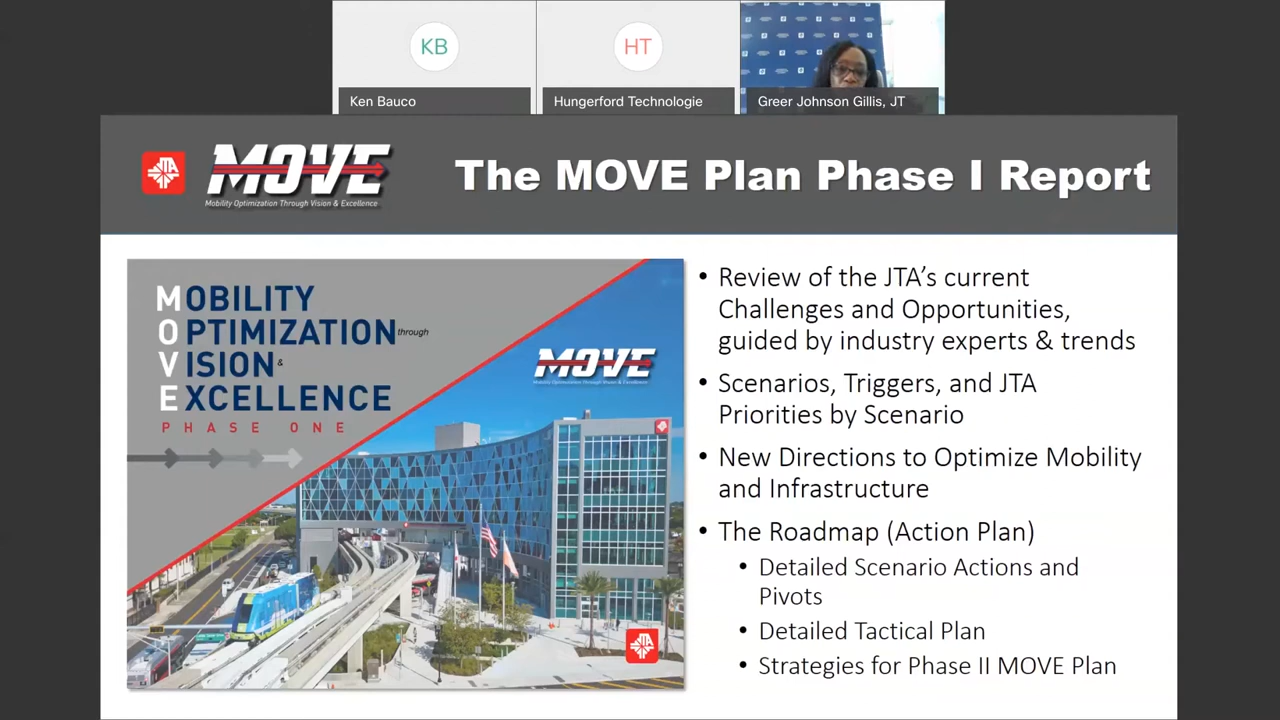 KB
HT
Ken Bauco
Hungerford Technologie
Greer Johnson Gillis, JT
JTA
MOVE
Mobility Optimization Through Vision & Excellence
The MOVE Plan Phase I Report
MOBILITY
OPTIMIZATION through
VISION &
EXCELLENCE
PHASE ONE
MOVE
Mobility Optimization Through Vision & Excellence
• Review of the JTA’s current
Challenges and Opportunities,
guided by industry experts & trends
• Scenarios, Triggers, and JTA
Priorities by Scenario
• New Directions to Optimize Mobility
and Infrastructure
• The Roadmap (Action Plan)
• Detailed Scenario Actions and
Pivots
• Detailed Tactical Plan
• Strategies for Phase II MOVE Plan